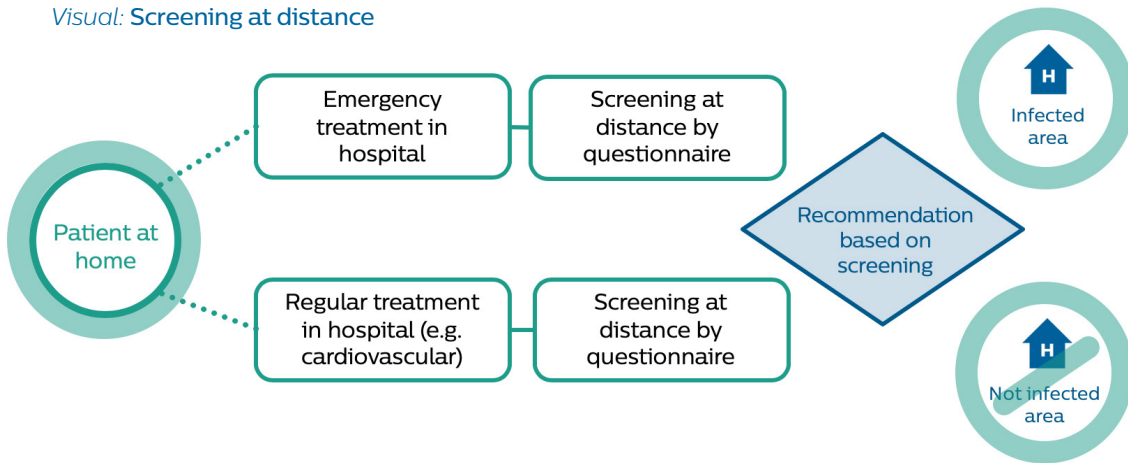 Visual: Screening at distance
Patient at
home
Emergency
treatment in
hospital
Screening at
distance by
questionnaire
Regular treatment
in hospital (e.g.
cardiovascular)
Screening at
distance by
questionnaire
Recommendation
based on
screening
H
Infected
area
H
Not infected
area